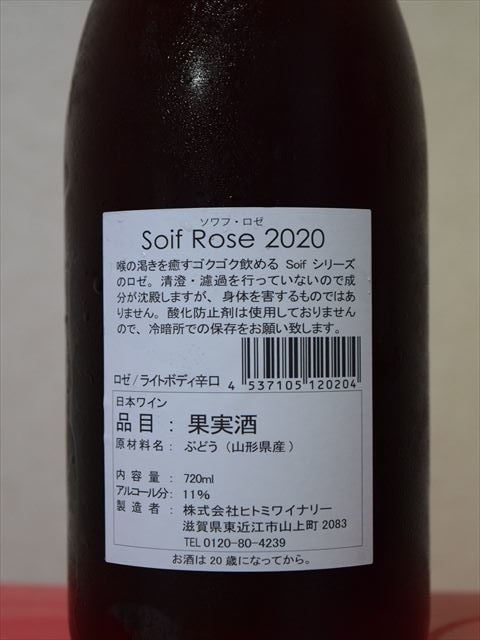 ソワフ・ロゼ
Soif Rose 2020
喉の渇きを癒すゴクゴク飲める Soif シリーズ
のロゼ。清澄・濾過を行っていないので成
分が沈殿しますが、身体を害するものではあ
りません。酸化防止剤は使用しておりません
ので、冷暗所での保存をお願い致します。
ロゼ/ライトボディ辛口
4 537105 120204
日本ワイン
品目 : 果実酒
原材料名 : ぶどう (山形県産)
内容量 : 720ml
アルコール分 : 11%
製造者 : 株式会社ヒトミワイナリー
滋賀県東近江市山上町 2083
TEL 0120-80-4239
お酒は 20 歳になってから。